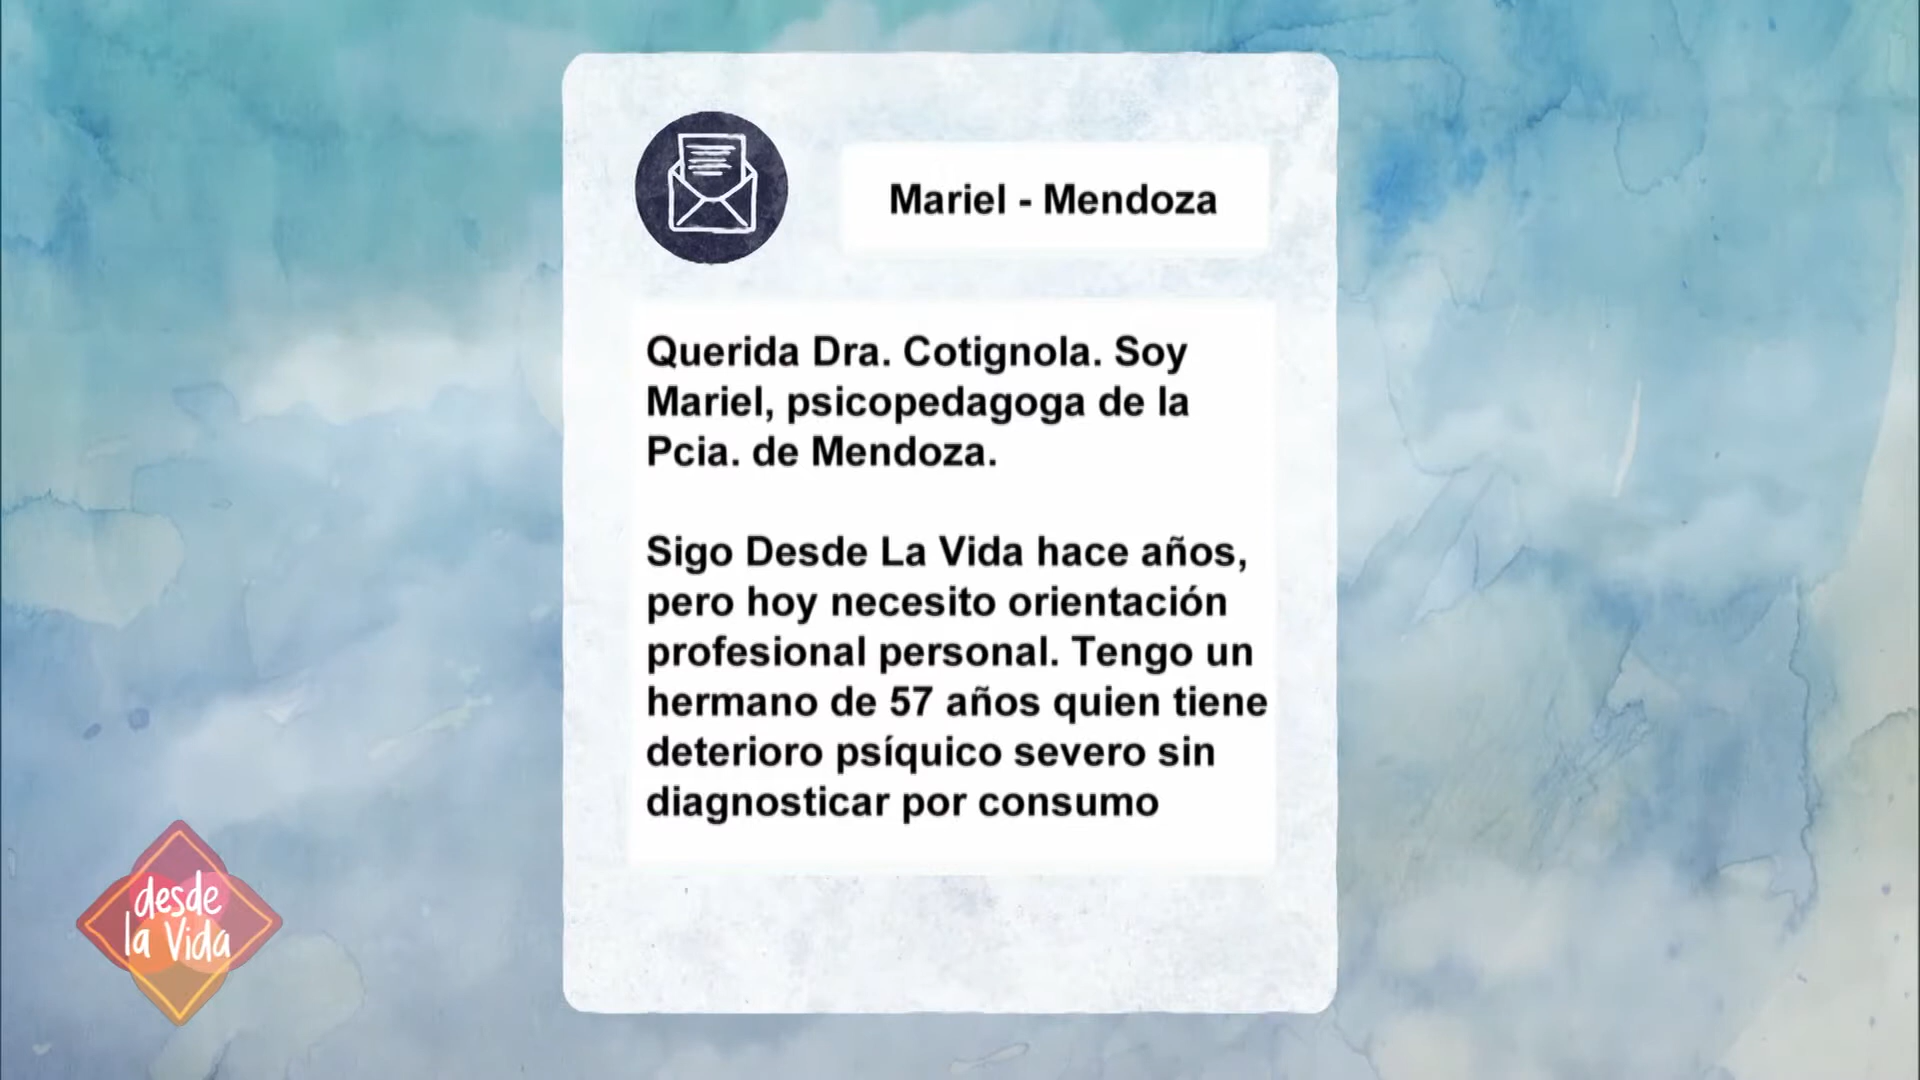 Mariel - Mendoza
Querida Dra. Cotignola. Soy
Mariel, psicopedagoga de la
Pcia. de Mendoza.
Sigo Desde La Vida hace años,
pero hoy necesito orientación
profesional personal. Tengo un
hermano de 57 años quien tiene
deterioro psíquico severo sin
diagnosticar por consumo
desde
la Vida